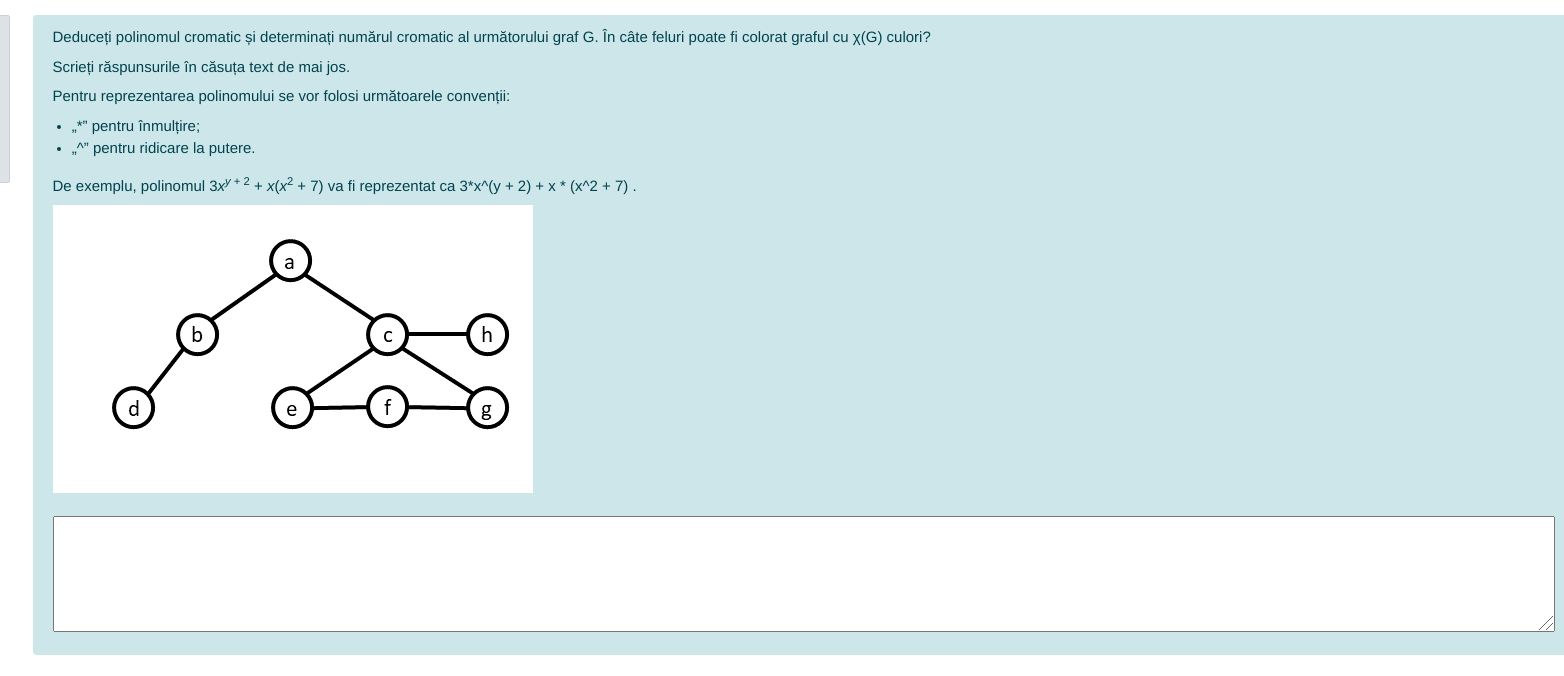 Deduceți polinomul cromatic și determinați numărul cromatic al următorului graf G. În câte feluri poate fi colorat graful cu χ(G) culori?
Scrieți răspunsurile în căsuța text de mai jos.
Pentru reprezentarea polinomului se vor folosi următoarele convenții:
• „*” pentru înmulțire;
• „^” pentru ridicare la putere.
De exemplu, polinomul 3x^{y + 2} + x(x^2 + 7) va fi reprezentat ca 3*x^(y + 2) + x * (x^2 + 7) .
a
b c h
d e f g